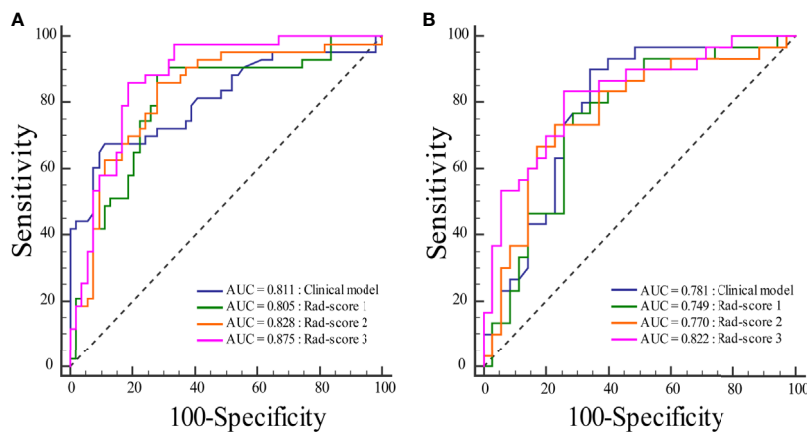 A
100
80
60
40
20
0
Sensitivity
AUC = 0.811 : Clinical model
AUC = 0.805 : Rad-score 1
AUC = 0.828 : Rad-score 2
AUC = 0.875 : Rad-score 3
0 20 40 60 80 100
100-Specificity
B
100
80
60
40
20
0
Sensitivity
AUC = 0.781 : Clinical model
AUC = 0.749 : Rad-score 1
AUC = 0.770 : Rad-score 2
AUC = 0.822 : Rad-score 3
0 20 40 60 80 100
100-Specificity